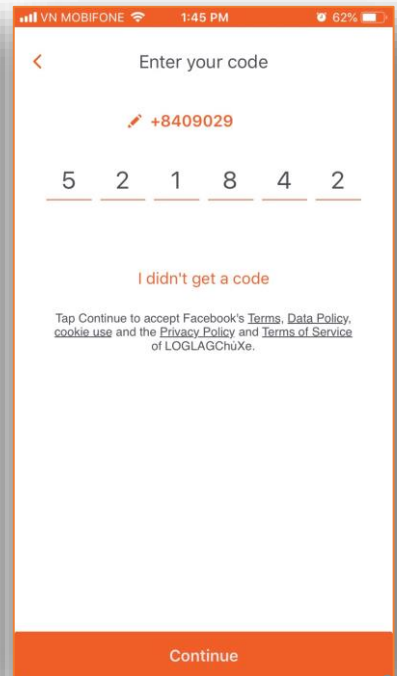 VN MOBIFONE 1:45 PM 62%
Enter your code
+8409029
5 2 1 8 4 2
I didn't get a code
Tap Continue to accept Facebook's Terms, Data Policy,
cookie use and the Privacy Policy and Terms of Service
of LOGLAGChúXe.
Continue